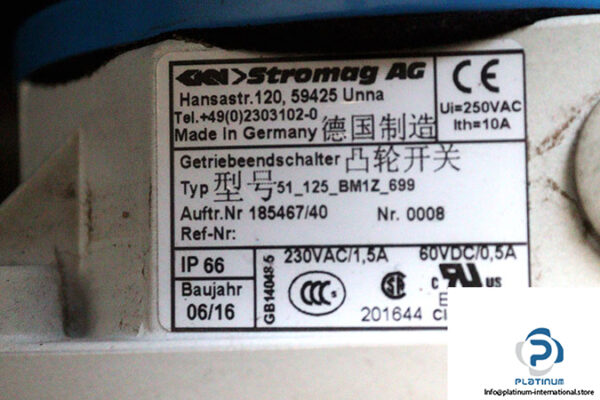 GKN>Stromag AG
Hansastr.120, 59425 Unna
Tel.+49(0)2303102-0
Made In Germany 德国制造
CE
Ui=250VAC
Ith=10A
Getriebeendschalter 凸轮开关
Typ 型号 51_125_BM1Z_699
Auftr.Nr 185467/40 Nr. 0008
Ref-Nr:
IP 66
Baujahr
06/16
GB14048-5
230VAC/1,5A 60VDC/0,5A
CCC
c us
201644
PLATINUM
Info@platinum-international.store